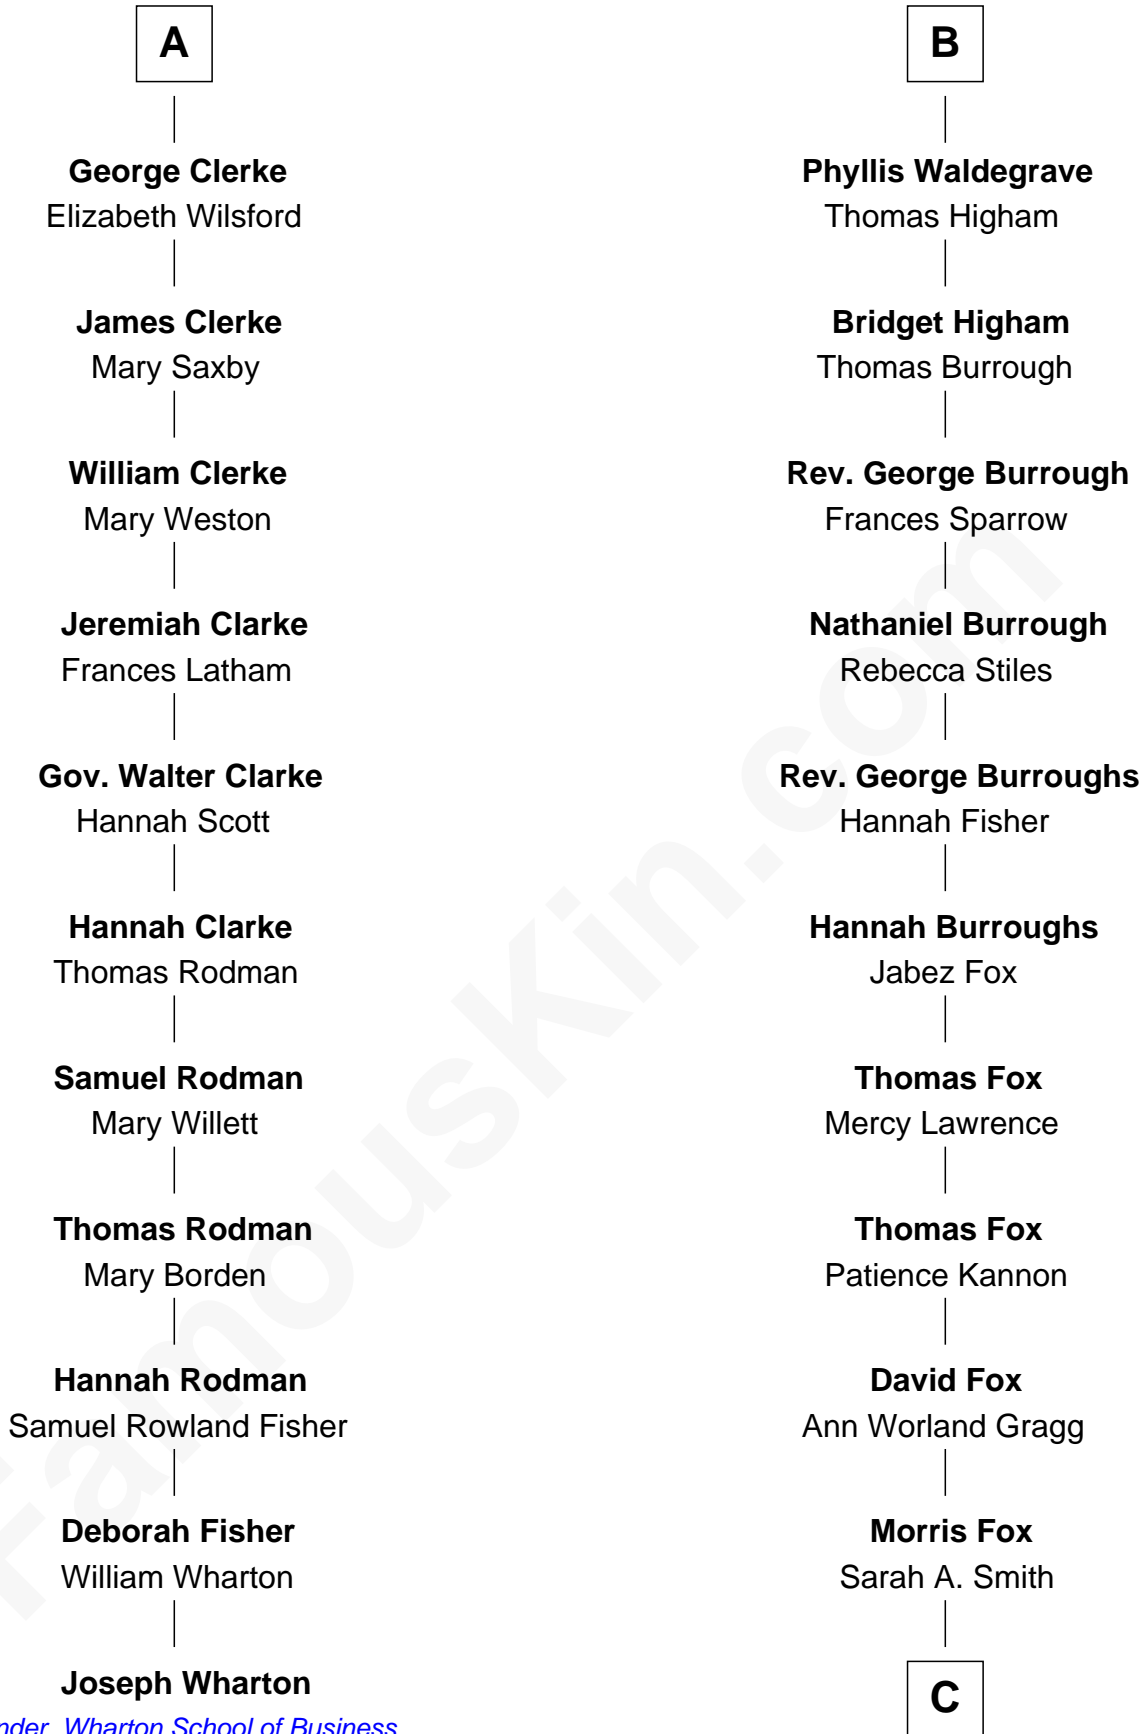 A
George Clerke
Elizabeth Wilsford
James Clerke
Mary Saxby
William Clerke
Mary Weston
Jeremiah Clarke
Frances Latham
Gov. Walter Clarke
Hannah Scott
Hannah Clarke
Thomas Rodman
Samuel Rodman
Mary Willett
Thomas Rodman
Mary Borden
Hannah Rodman
Samuel Rowland Fisher
Deborah Fisher
William Wharton
Joseph Wharton
nder, Wharton School of Business
B
Phyllis Waldegrave
Thomas Higham
Bridget Higham
Thomas Burrough
Rev. George Burrough
Frances Sparrow
Nathaniel Burrough
Rebecca Stiles
Rev. George Burroughs
Hannah Fisher
Hannah Burroughs
Jabez Fox
Thomas Fox
Mercy Lawrence
Thomas Fox
Patience Kannon
David Fox
Ann Worland Gragg
Morris Fox
Sarah A. Smith
C
FamousKin.com